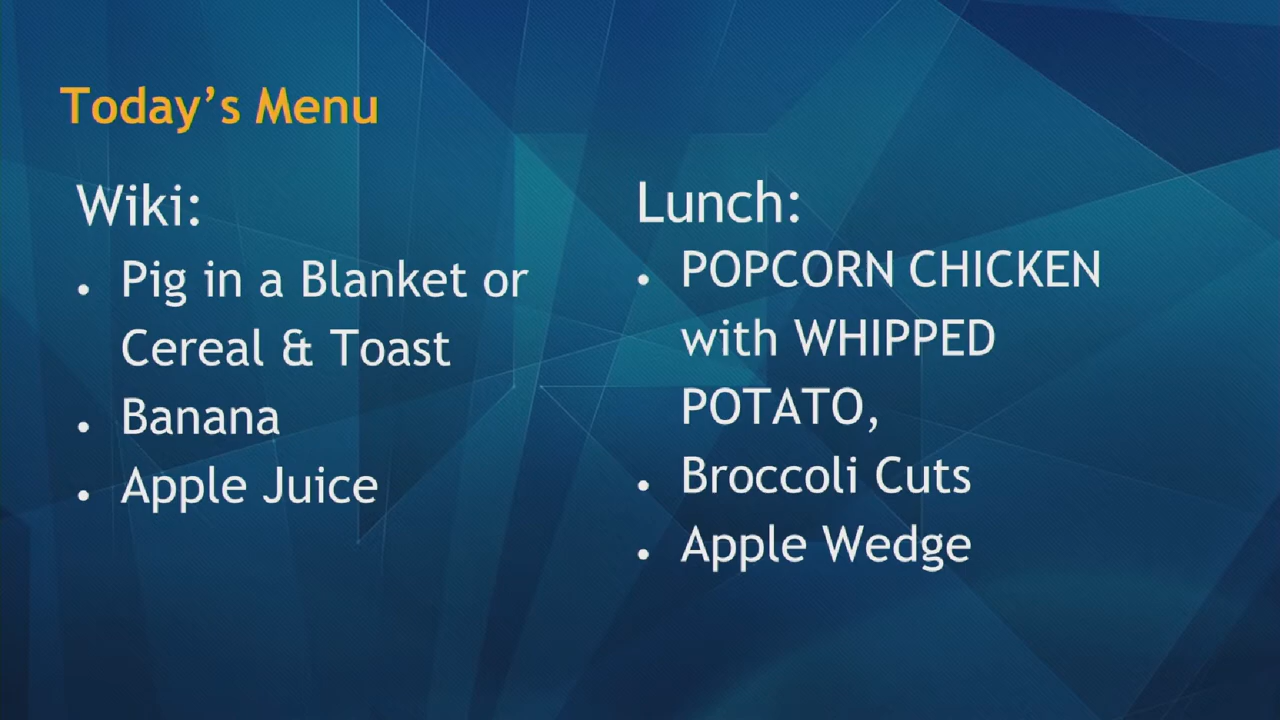 Today’s Menu
Wiki:
• Pig in a Blanket or
Cereal & Toast
• Banana
• Apple Juice
Lunch:
• POPCORN CHICKEN
with WHIPPED
POTATO,
• Broccoli Cuts
• Apple Wedge